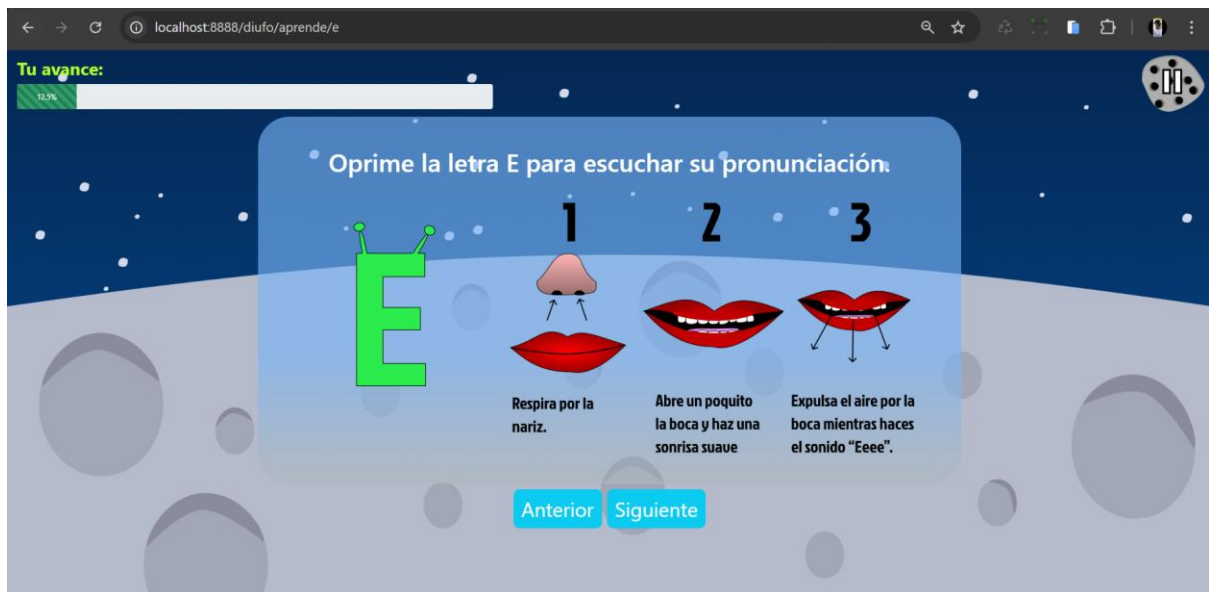 localhost:8888/diufo/aprende/e
Tu avance:
12.5%
Oprime la letra E para escuchar su pronunciación.
E
1
2
3
Respira por la
nariz.
Abre un poquito
la boca y haz una
sonrisa suave
Expulsa el aire por la
boca mientras haces
el sonido “Eeee”.
Anterior
Siguiente